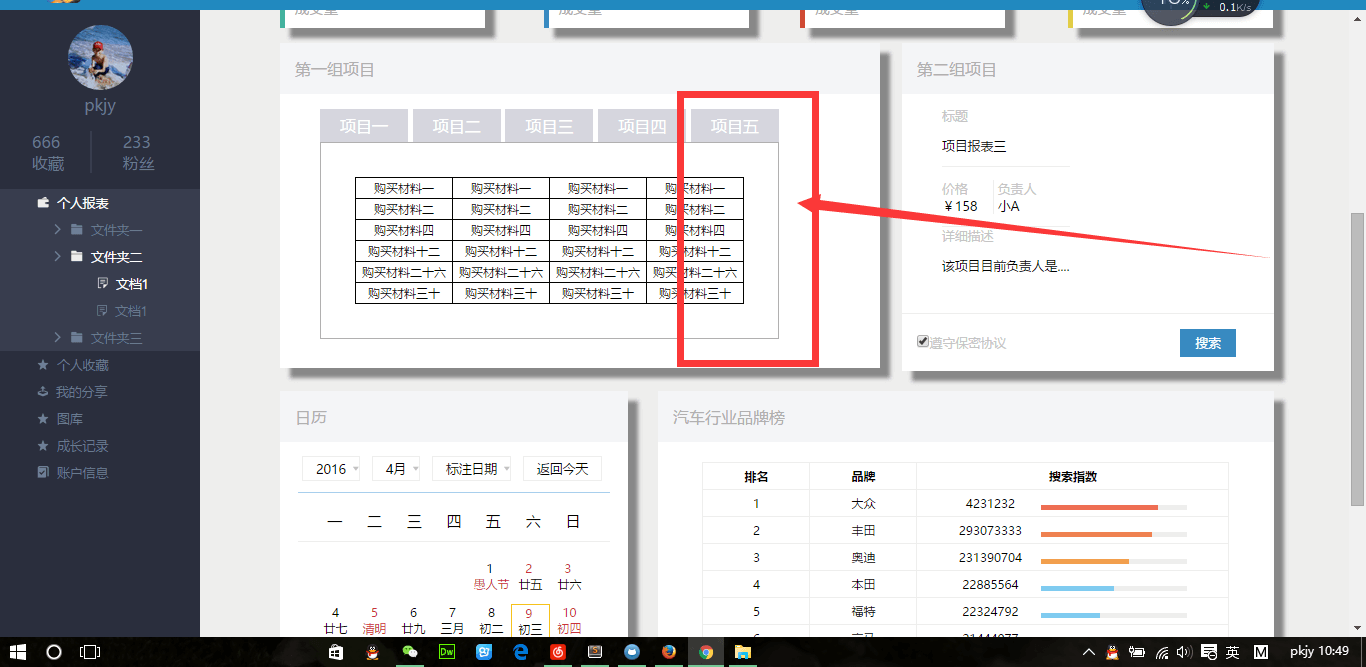 成交量 成交量 成交量 成交量
0.1K/s
pkjy
666 233
收藏 粉丝
个人报表
文件夹一
文件夹二
文档1
文档1
文件夹三
个人收藏
我的分享
图库
成长记录
账户信息
第一组项目
项目一 项目二 项目三 项目四 项目五
购买材料一 购买材料一 购买材料一 购买材料一
购买材料二 购买材料二 购买材料二 购买材料二
购买材料四 购买材料四 购买材料四 购买材料四
购买材料十二 购买材料十二 购买材料十二 购买材料十二
购买材料二十六 购买材料二十六 购买材料二十六 购买材料二十六
购买材料三十 购买材料三十 购买材料三十 购买材料三十
第二组项目
标题
项目报表三
价格 负责人
￥158 小A
详细描述
该项目目前负责人是....
遵守保密协议 搜索
日历
2016 4月 标注日期 返回今天
一 二 三 四 五 六 日
1 2 3
愚人节 廿五 廿六
4 5 6 7 8 9 10
廿七 清明 廿九 三月 初二 初三 初四
汽车行业品牌榜
排名 品牌 搜索指数
1 大众 4231232
2 丰田 293073333
3 奥迪 231390704
4 本田 22885564
5 福特 22324792
Dw 英 M pkjy 10:49